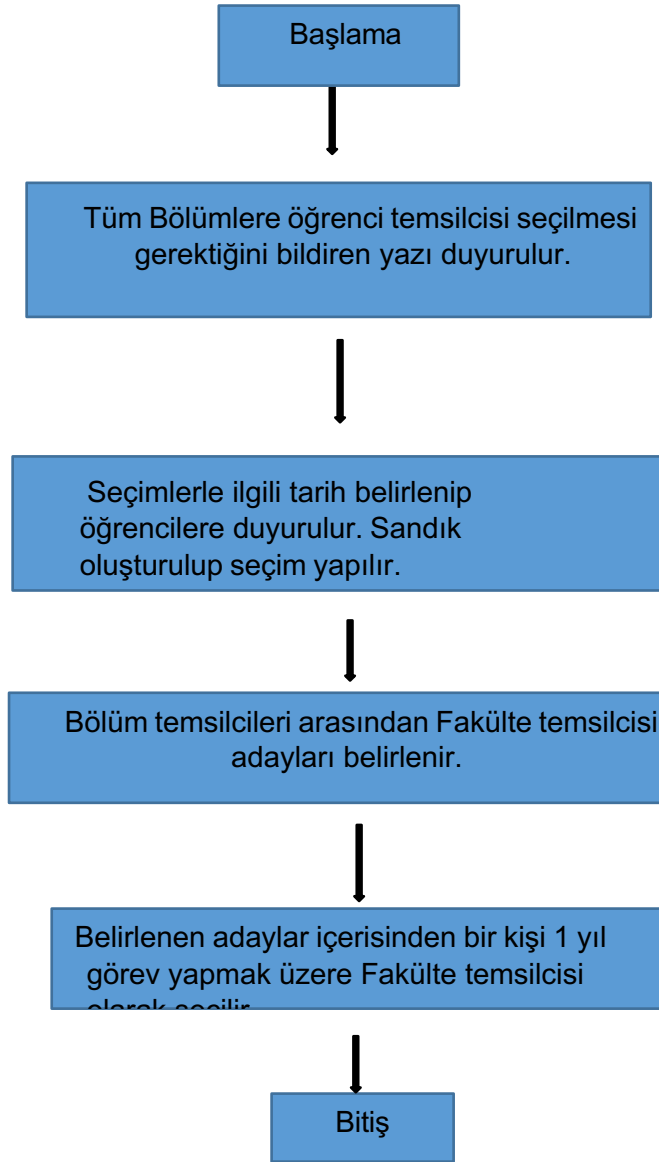 Başlama
Tüm Bölümlere öğrenci temsilcisi seçilmesi
gerektiğini bildiren yazı duyurulur.
Seçimlerle ilgili tarih belirlenip
öğrencilere duyurulur. Sandık
oluşturulup seçim yapılır.
Bölüm temsilcileri arasından Fakülte temsilcisi
adayları belirlenir.
Belirlenen adaylar içerisinden bir kişi 1 yıl
görev yapmak üzere Fakülte temsilcisi
olarak seçilir
Bitiş